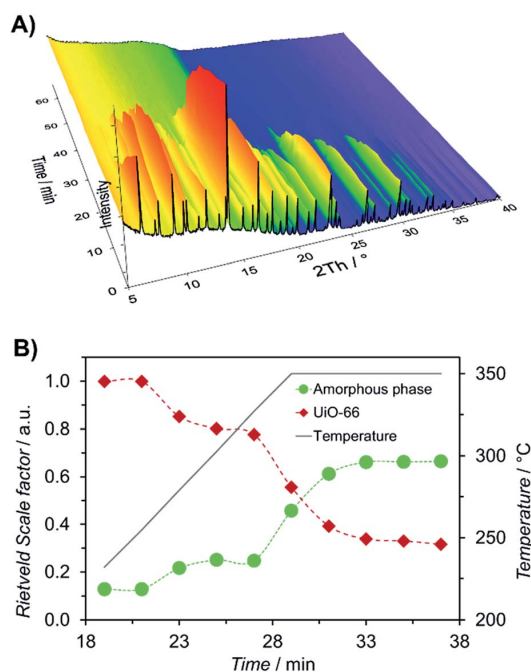 A)
60
50
40
30
20
10
0
Time / min
Intensity
5
10
15
20
25
30
35
40
2Th / °
B)
1.0
0.8
0.6
0.4
0.2
0.0
Rietveld Scale factor / a.u.
Amorphous phase
UiO-66
Temperature
350
300
250
200
Temperature / °C
18
23
28
33
38
Time / min